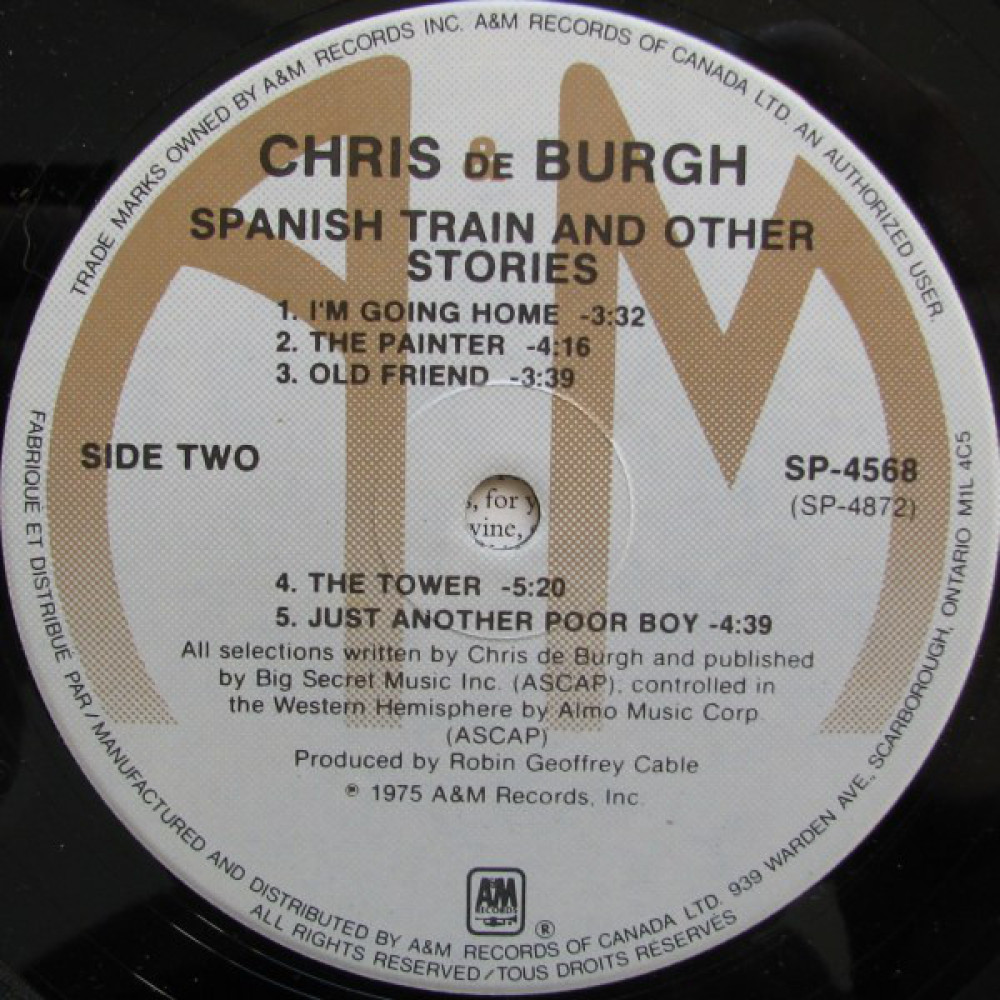 TRADE MARKS OWNED BY A&M RECORDS INC. A&M RECORDS OF CANADA LTD. AN AUTHORIZED USER.
CHRIS DE BURGH
SPANISH TRAIN AND OTHER
STORIES
1. I'M GOING HOME -3:32
2. THE PAINTER -4:16
3. OLD FRIEND -3:39
SIDE TWO
SP-4568
(SP-4872)
, for
vine,
4. THE TOWER -5:20
5. JUST ANOTHER POOR BOY -4:39
All selections written by Chris de Burgh and published
by Big Secret Music Inc. (ASCAP), controlled in
the Western Hemisphere by Almo Music Corp.
(ASCAP)
Produced by Robin Geoffrey Cable
℗ 1975 A&M Records, Inc.
A&M
RECORDS
®
FABRIQUÉ ET DISTRIBUÉ PAR / MANUFACTURED AND DISTRIBUTED BY A&M RECORDS OF CANADA LTD. 939 WARDEN AVE., SCARBOROUGH, ONTARIO M1L 4C5
ALL RIGHTS RESERVED / TOUS DROITS RÉSERVÉS